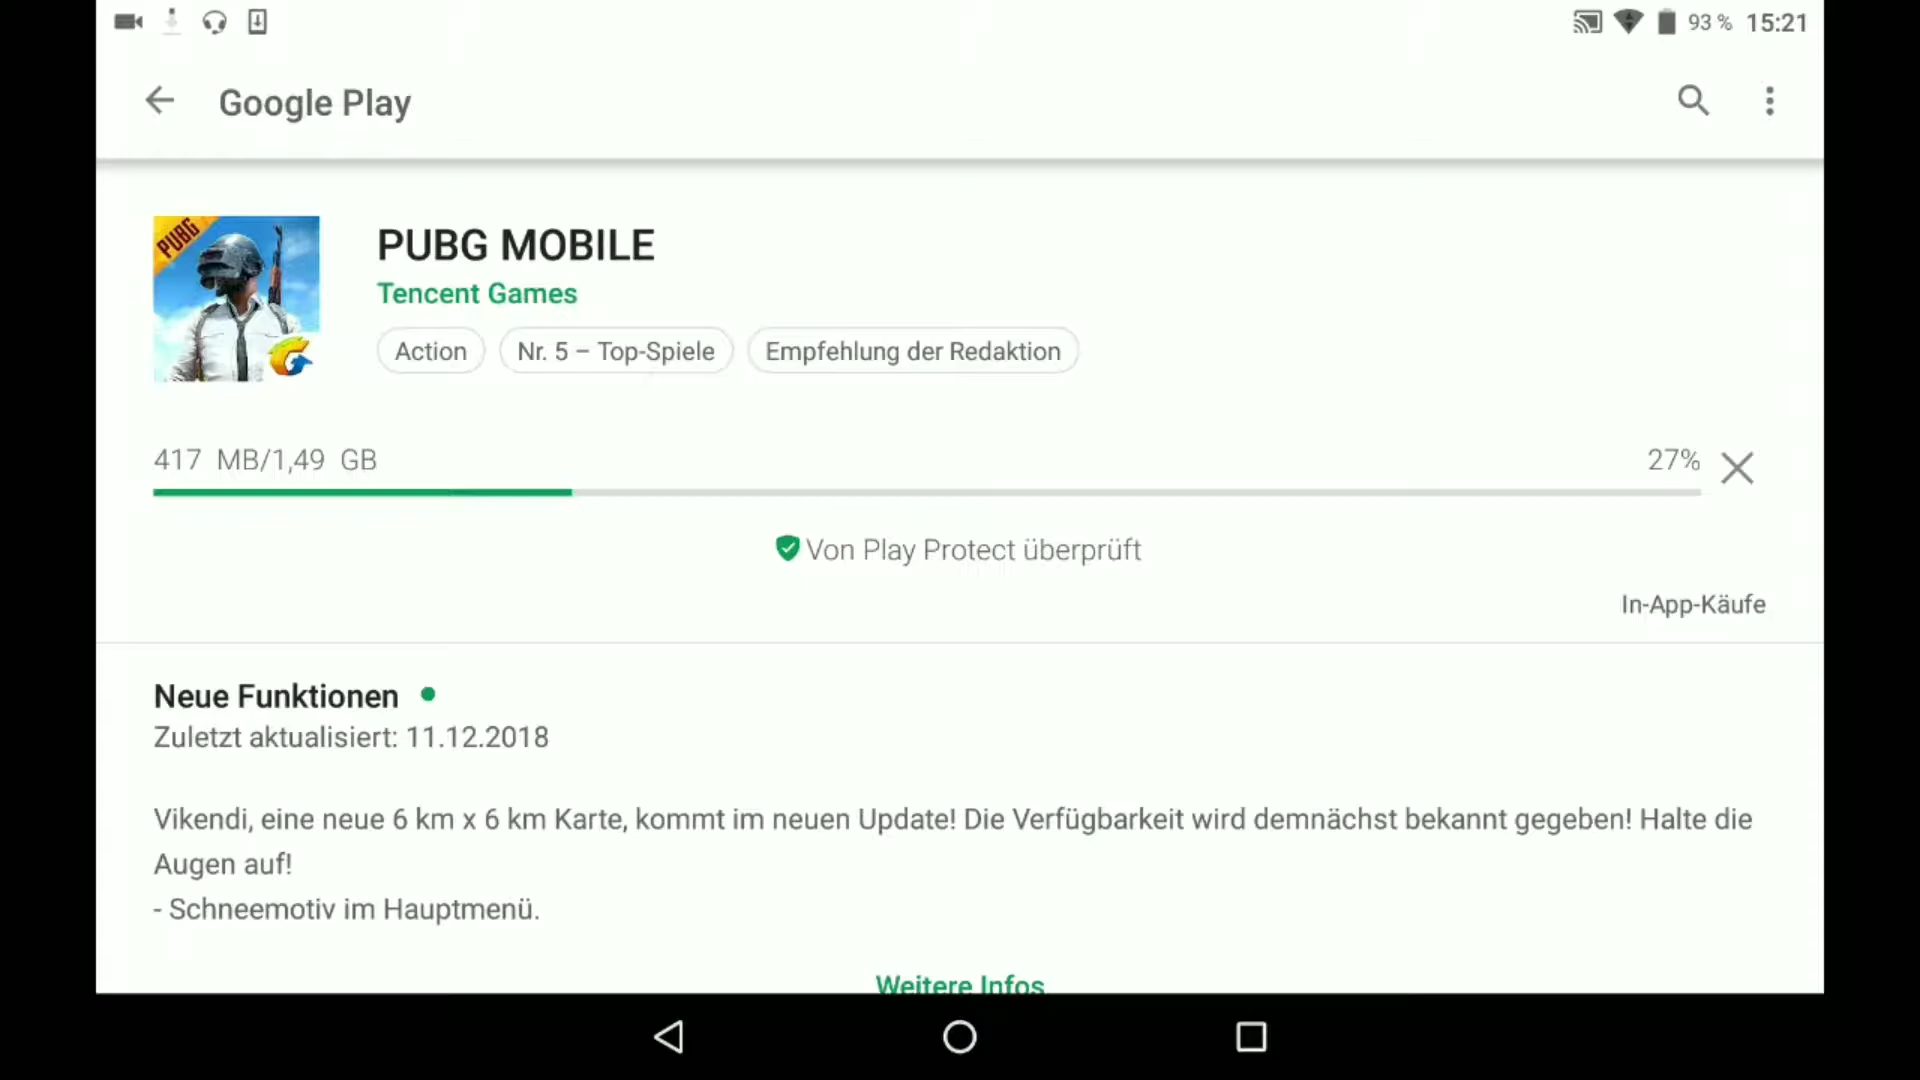 93 % 15:21
Google Play
PUBG
PUBG MOBILE
Tencent Games
Action Nr. 5 – Top-Spiele Empfehlung der Redaktion
417 MB/1,49 GB 27%
Von Play Protect überprüft
In-App-Käufe
Neue Funktionen
Zuletzt aktualisiert: 11.12.2018
Vikendi, eine neue 6 km x 6 km Karte, kommt im neuen Update! Die Verfügbarkeit wird demnächst bekannt gegeben! Halte die
Augen auf!
- Schneemotiv im Hauptmenü.
Weitere Infos